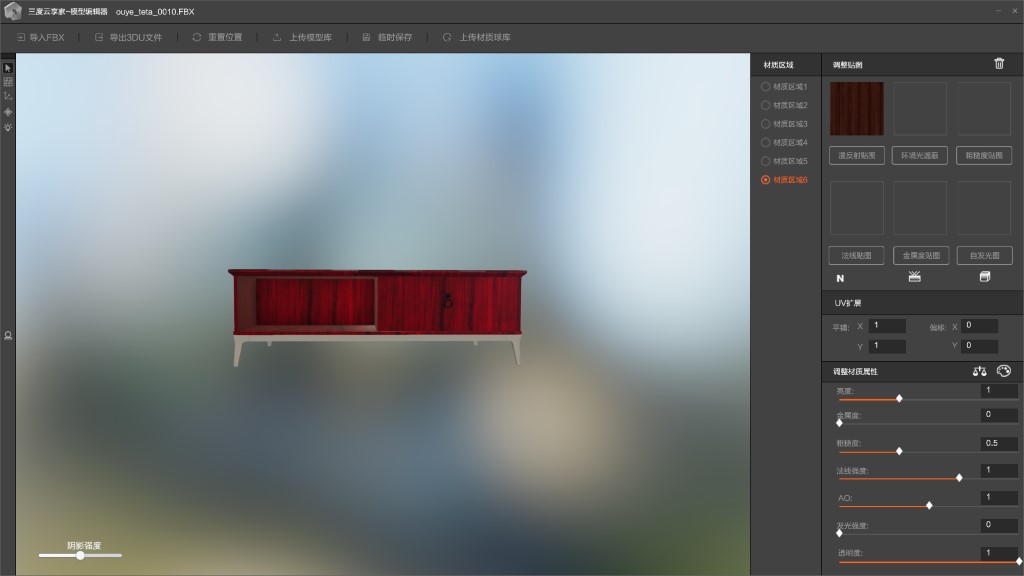 三度云享家-模型编辑器 ouye_teta_0010.FBX
导入FBX 导出3DU文件 重置位置 上传模型库 临时保存 上传材质球库
材质区域
材质区域1
材质区域2
材质区域3
材质区域4
材质区域5
材质区域6
调整贴图
漫反射贴图 环境光遮蔽 粗糙度贴图
法线贴图 金属度贴图 自发光图
N
UV扩展
平铺: X 1 偏移: X 0
Y 1 Y 0
调整材质属性
亮度: 1
金属度: 0
粗糙度: 0.5
法线强度: 1
AO: 1
发光强度: 0
透明度: 1
阴影强度